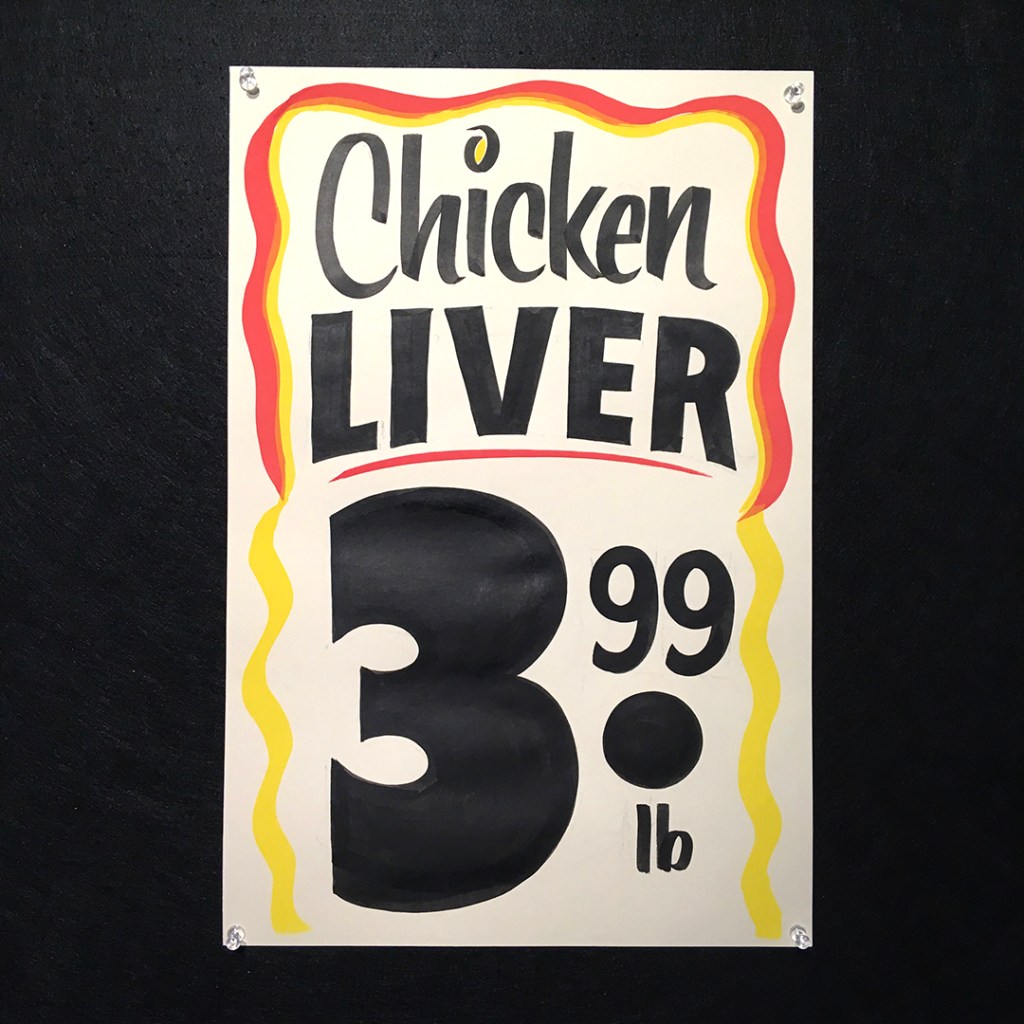 Chicken
LIVER
3.99
lb